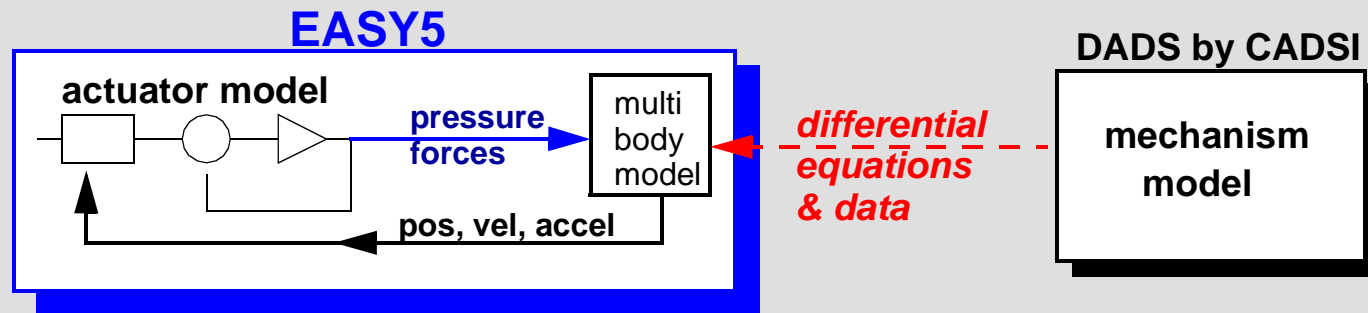 EASY5
DADS by CADSI
actuator model
pressure
forces
multi
body
model
pos, vel, accel
differential
equations
& data
mechanism
model